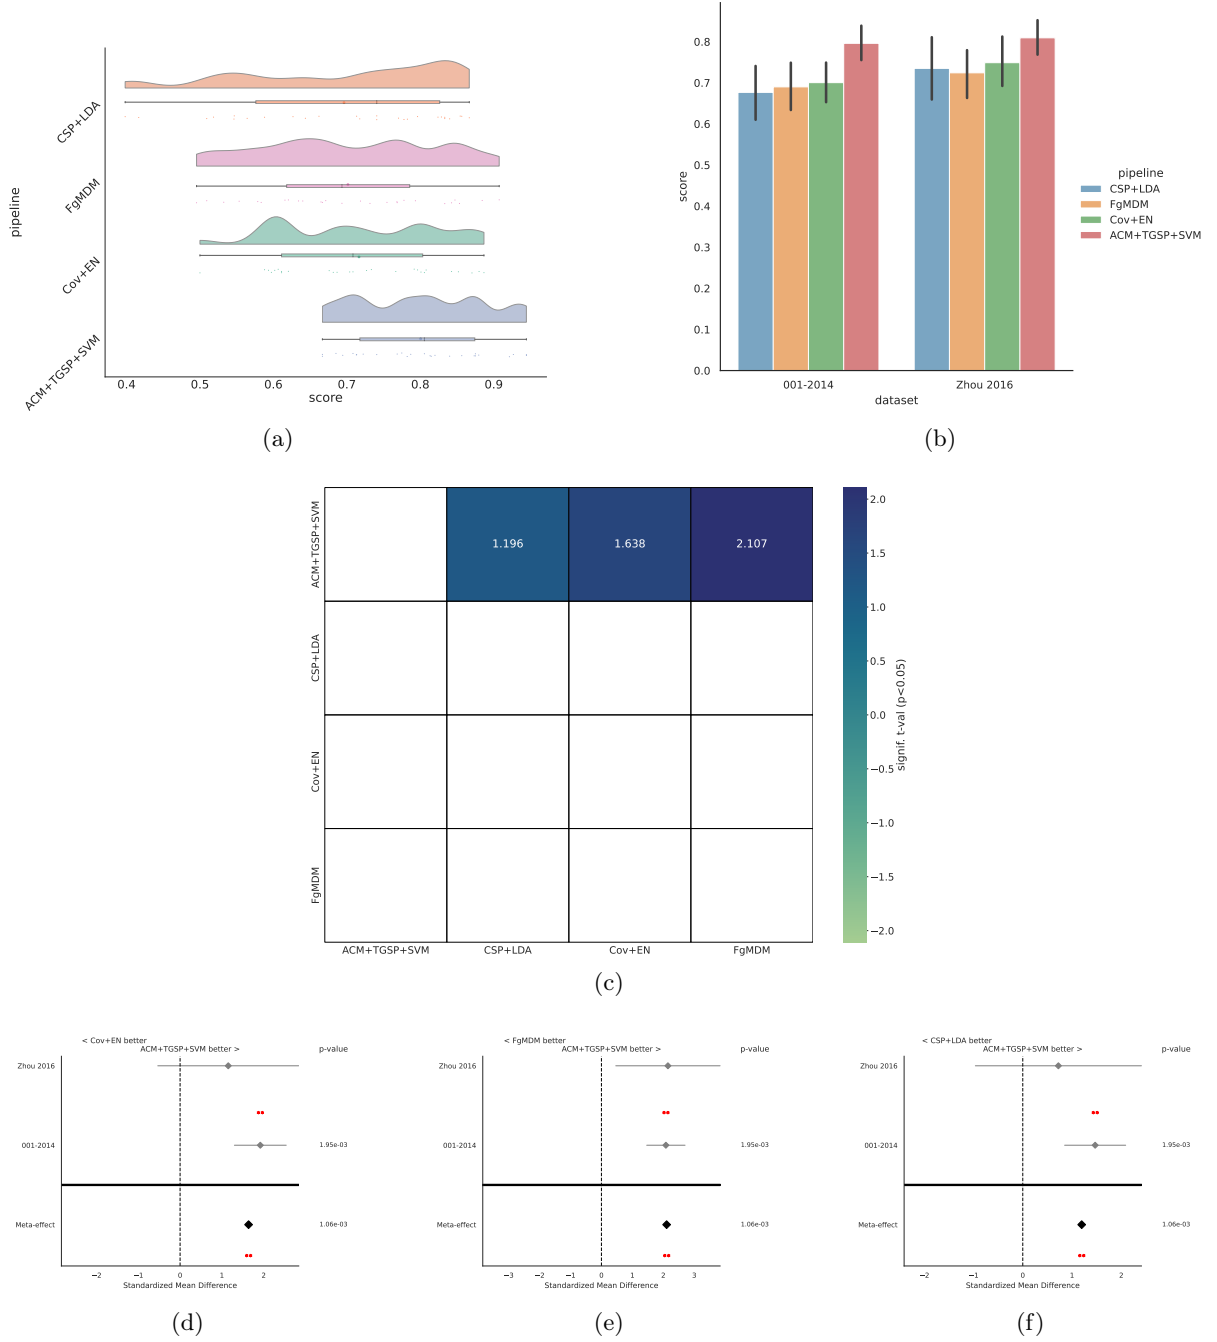 pipeline
CSP+LDA
FgMDM
Cov+EN
ACM+TGSP+SVM
0.4 0.5 0.6 0.7 0.8 0.9
score
(a)
score
0.8
0.7
0.6
0.5
0.4
0.3
0.2
0.1
0.0
001-2014 Zhou 2016
dataset
pipeline
CSP+LDA
FgMDM
Cov+EN
ACM+TGSP+SVM
(b)
ACM+TGSP+SVM
CSP+LDA
Cov+EN
FgMDM
1.196 1.638 2.107
ACM+TGSP+SVM CSP+LDA Cov+EN FgMDM
2.0
1.5
1.0
0.5
0.0
−0.5
−1.0
−1.5
−2.0
signif. t-val (p<0.05)
(c)
< Cov+EN better
ACM+TGSP+SVM better > p-value
Zhou 2016
001-2014 1.95e-03
Meta-effect 1.06e-03
−2 −1 0 1 2
Standardized Mean Difference
(d)
< FgMDM better
ACM+TGSP+SVM better > p-value
Zhou 2016
001-2014 1.95e-03
Meta-effect 1.06e-03
−3 −2 −1 0 1 2 3
Standardized Mean Difference
(e)
< CSP+LDA better
ACM+TGSP+SVM better > p-value
Zhou 2016
001-2014 1.95e-03
Meta-effect 1.06e-03
−2 −1 0 1 2
Standardized Mean Difference
(f)